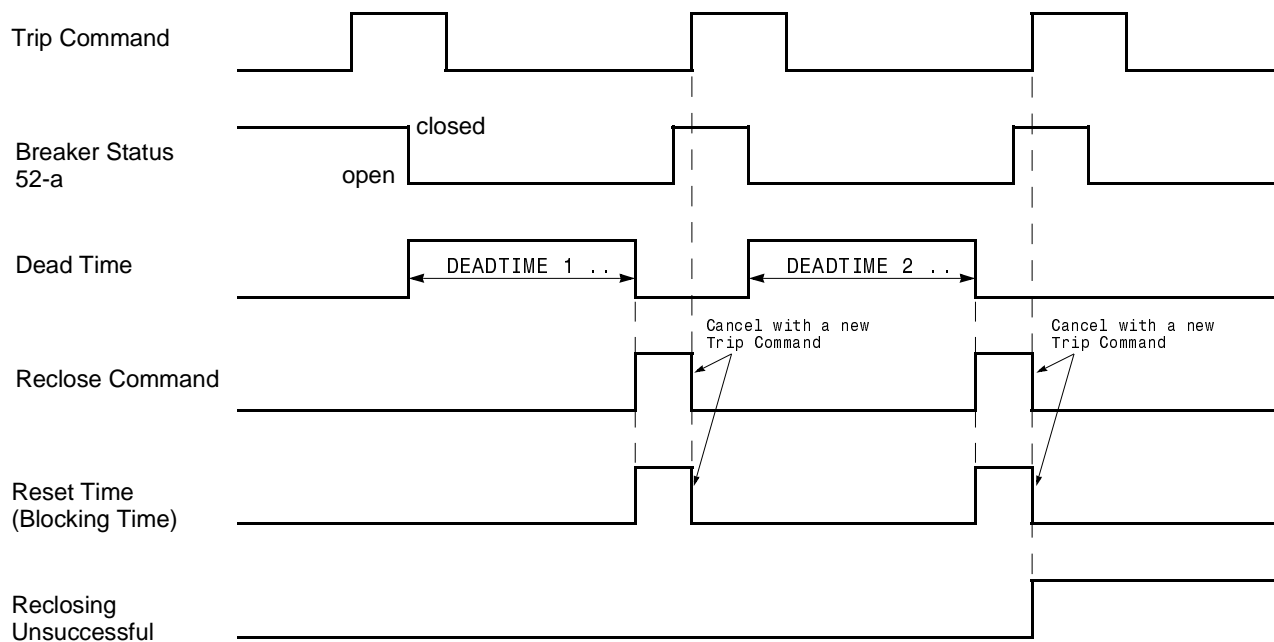 Trip Command
closed
Breaker Status
52-a
open
Dead Time
DEADTIME 1 ..
DEADTIME 2 ..
Cancel with a new
Trip Command
Cancel with a new
Trip Command
Reclose Command
Reset Time
(Blocking Time)
Reclosing
Unsuccessful